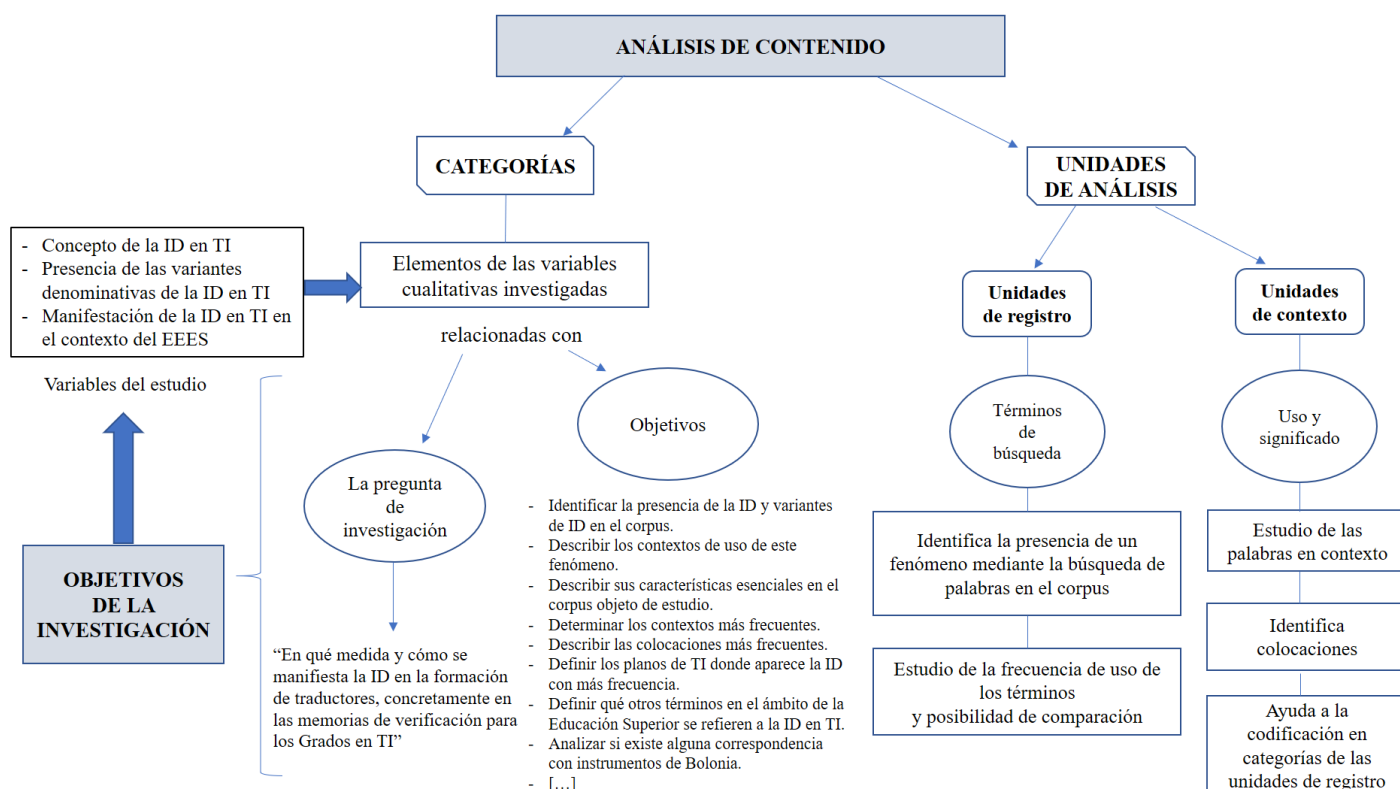 ANÁLISIS DE CONTENIDO
CATEGORÍAS
UNIDADES
DE ANÁLISIS
- Concepto de la ID en TI
- Presencia de las variantes
denominativas de la ID en TI
- Manifestación de la ID en TI en
el contexto del EEES
Elementos de las variables
cualitativas investigadas
Unidades
de registro
Unidades
de contexto
relacionadas con
Variables del estudio
Objetivos
Términos
de
búsqueda
Uso y
significado
La pregunta
de
investigación
- Identificar la presencia de la ID y variantes
de ID en el corpus.
- Describir los contextos de uso de este
fenómeno.
- Describir sus características esenciales en el
corpus objeto de estudio.
- Determinar los contextos más frecuentes.
- Describir las colocaciones más frecuentes.
- Definir los planos de TI donde aparece la ID
con más frecuencia.
- Definir qué otros términos en el ámbito de la
Educación Superior se refieren a la ID en TI.
- Analizar si existe alguna correspondencia
con instrumentos de Bolonia.
- […]
OBJETIVOS
DE LA
INVESTIGACIÓN
“En qué medida y cómo se
manifiesta la ID en la formación
de traductores, concretamente en
las memorias de verificación para
los Grados en TI”
Identifica la presencia de un
fenómeno mediante la búsqueda de
palabras en el corpus
Estudio de la frecuencia de uso de
los términos
y posibilidad de comparación
Estudio de las
palabras en contexto
Identifica
colocaciones
Ayuda a la
codificación en
categorías de las
unidades de registro